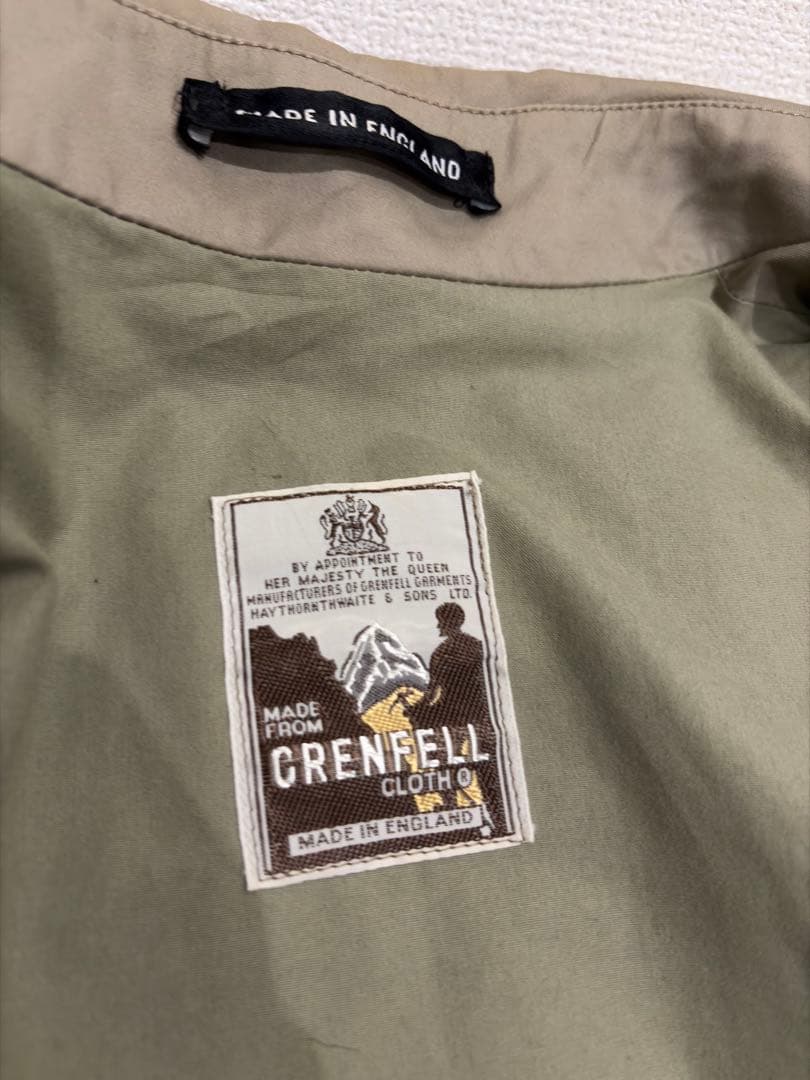 MADE IN ENGLAND
BY APPOINTMENT TO
HER MAJESTY THE QUEEN
MANUFACTURERS OF GRENFELL GARMENTS
HAYTHORNTHWAITE & SONS LTD.
MADE
FROM
GRENFELL
CLOTH®
MADE IN ENGLAND